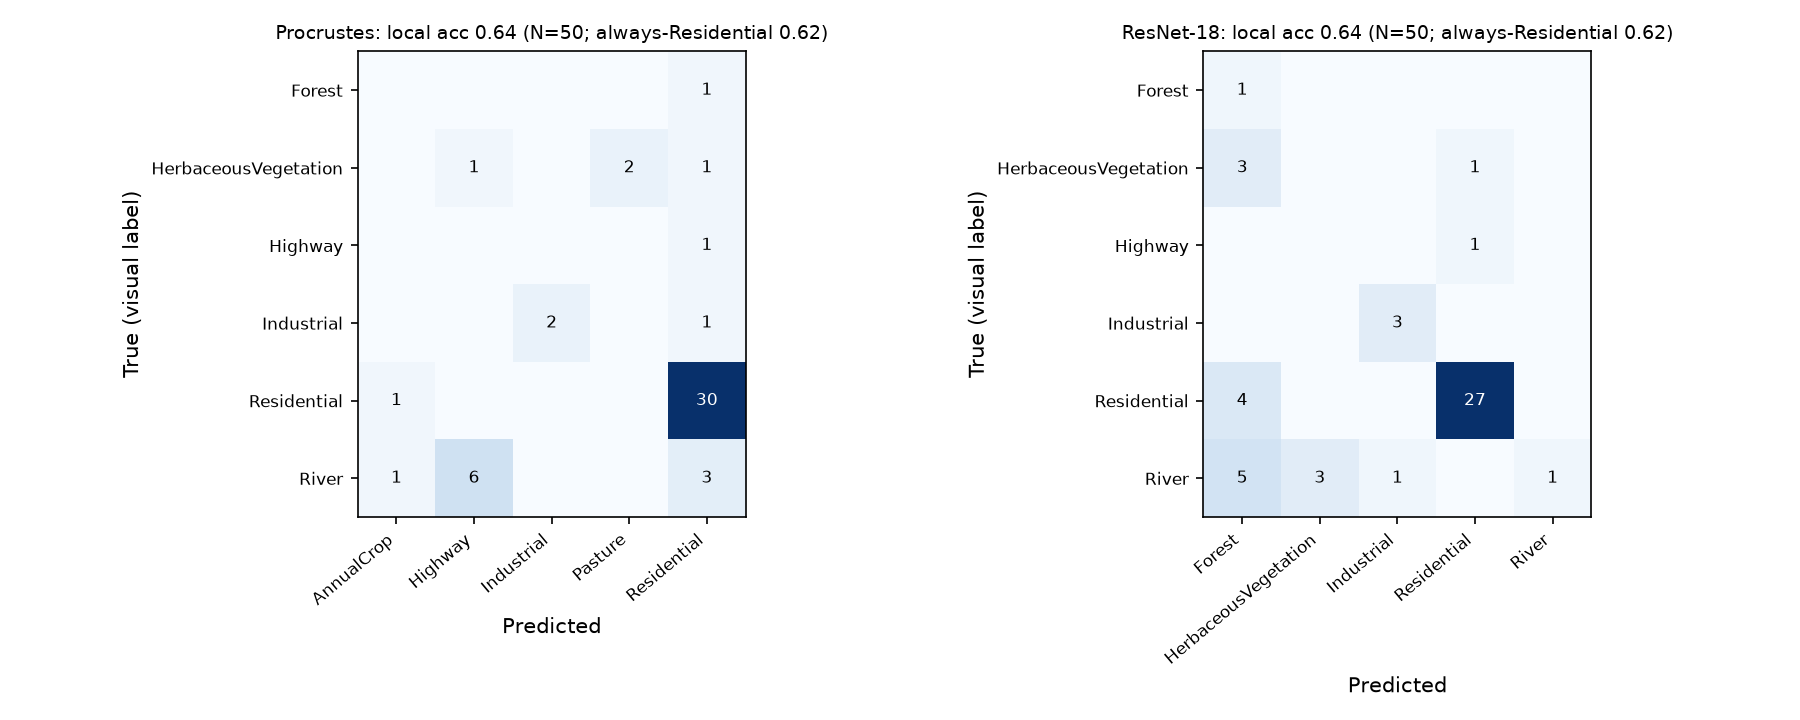 Procrustes: local acc 0.64 (N=50; always-Residential 0.62)
True (visual label)
Forest 1
HerbaceousVegetation 1 2 1
Highway 1
Industrial 2 1
Residential 1 30
River 1 6 3
AnnualCrop Highway Industrial Pasture Residential
Predicted
ResNet-18: local acc 0.64 (N=50; always-Residential 0.62)
True (visual label)
Forest 1
HerbaceousVegetation 3 1
Highway 1
Industrial 3
Residential 4 27
River 5 3 1 1
Forest HerbaceousVegetation Industrial Residential River
Predicted